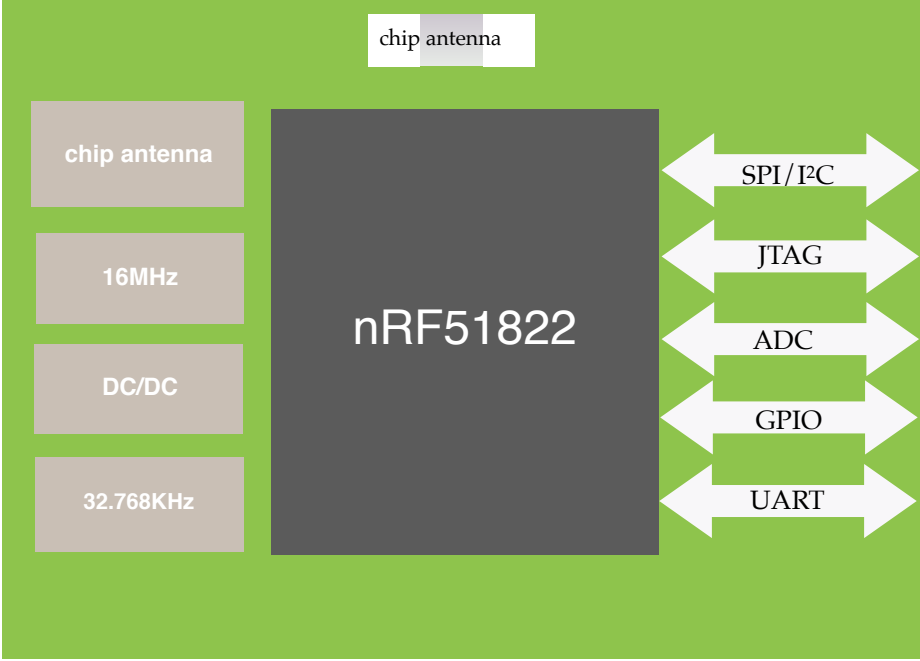 chip antenna
chip antenna
16MHz
DC/DC
32.768KHz
nRF51822
SPI/I²C
JTAG
ADC
GPIO
UART